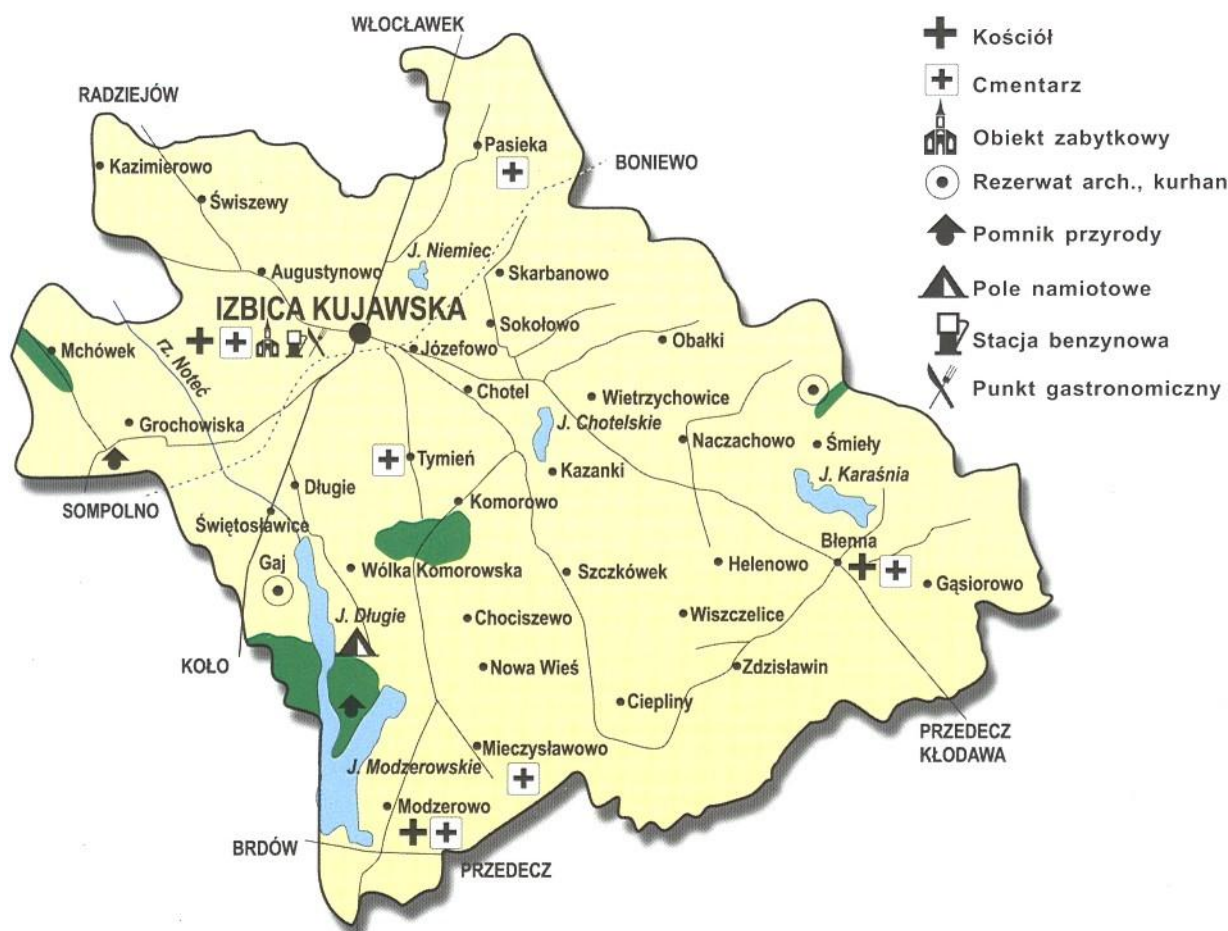 WŁOCŁAWEK
RADZIEJÓW
Pasieka
BONIEWO
Kazimierowo
Świszewy
J. Niemiec
Augustynowo
Skarbanowo
IZBICA KUJAWSKA
Sokołowo
Józefowo
Obałki
Mchówek
rz. Noteć
Chotel
Wietrzychowice
Grochowiska
J. Chotelskie
Naczachowo
Śmieły
Tymień
Kazanki
J. Karaśnia
SOMPOLNO
Długie
Komorowo
Świętosławice
Błenna
Gaj
Wólka Komorowska
Szczkówek
Helenowo
Gąsiorowo
J. Długie
Chociszewo
Wiszczelice
KOŁO
Nowa Wieś
Zdzisławin
Ciepliny
PRZEDECZ
KŁODAWA
Mieczysławowo
J. Modzerowskie
Modzerowo
BRDÓW
PRZEDECZ
Kościół
Cmentarz
Obiekt zabytkowy
Rezerwat arch., kurhan
Pomnik przyrody
Pole namiotowe
Stacja benzynowa
Punkt gastronomiczny